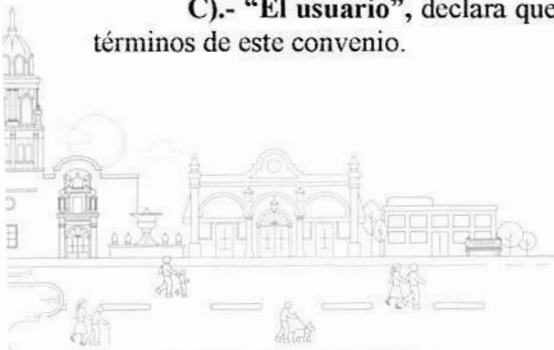 C).- “El usuario”, declara que
términos de este convenio.